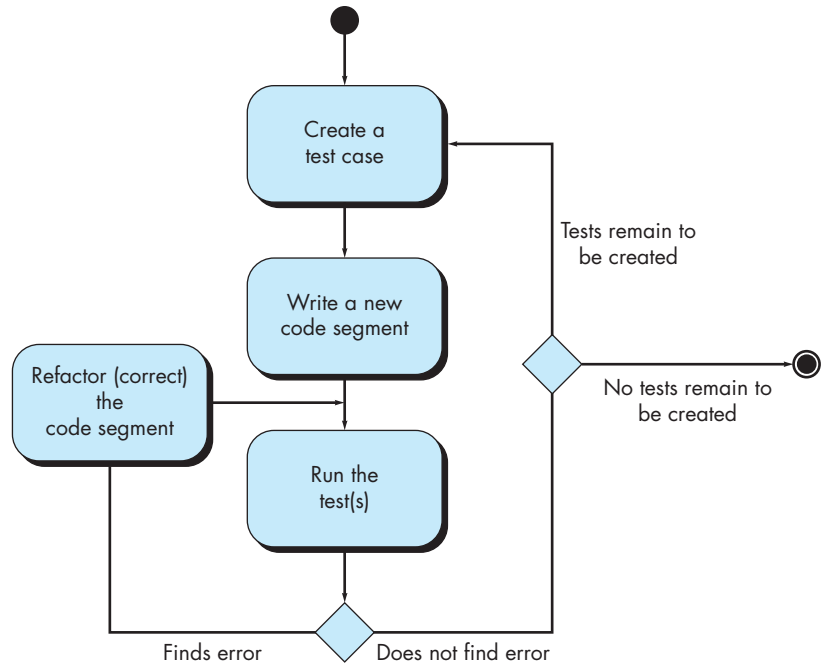 Create a
test case
Tests remain to
be created
Write a new
code segment
Refactor (correct)
the
code segment
No tests remain to
be created
Run the
test(s)
Finds error
Does not find error